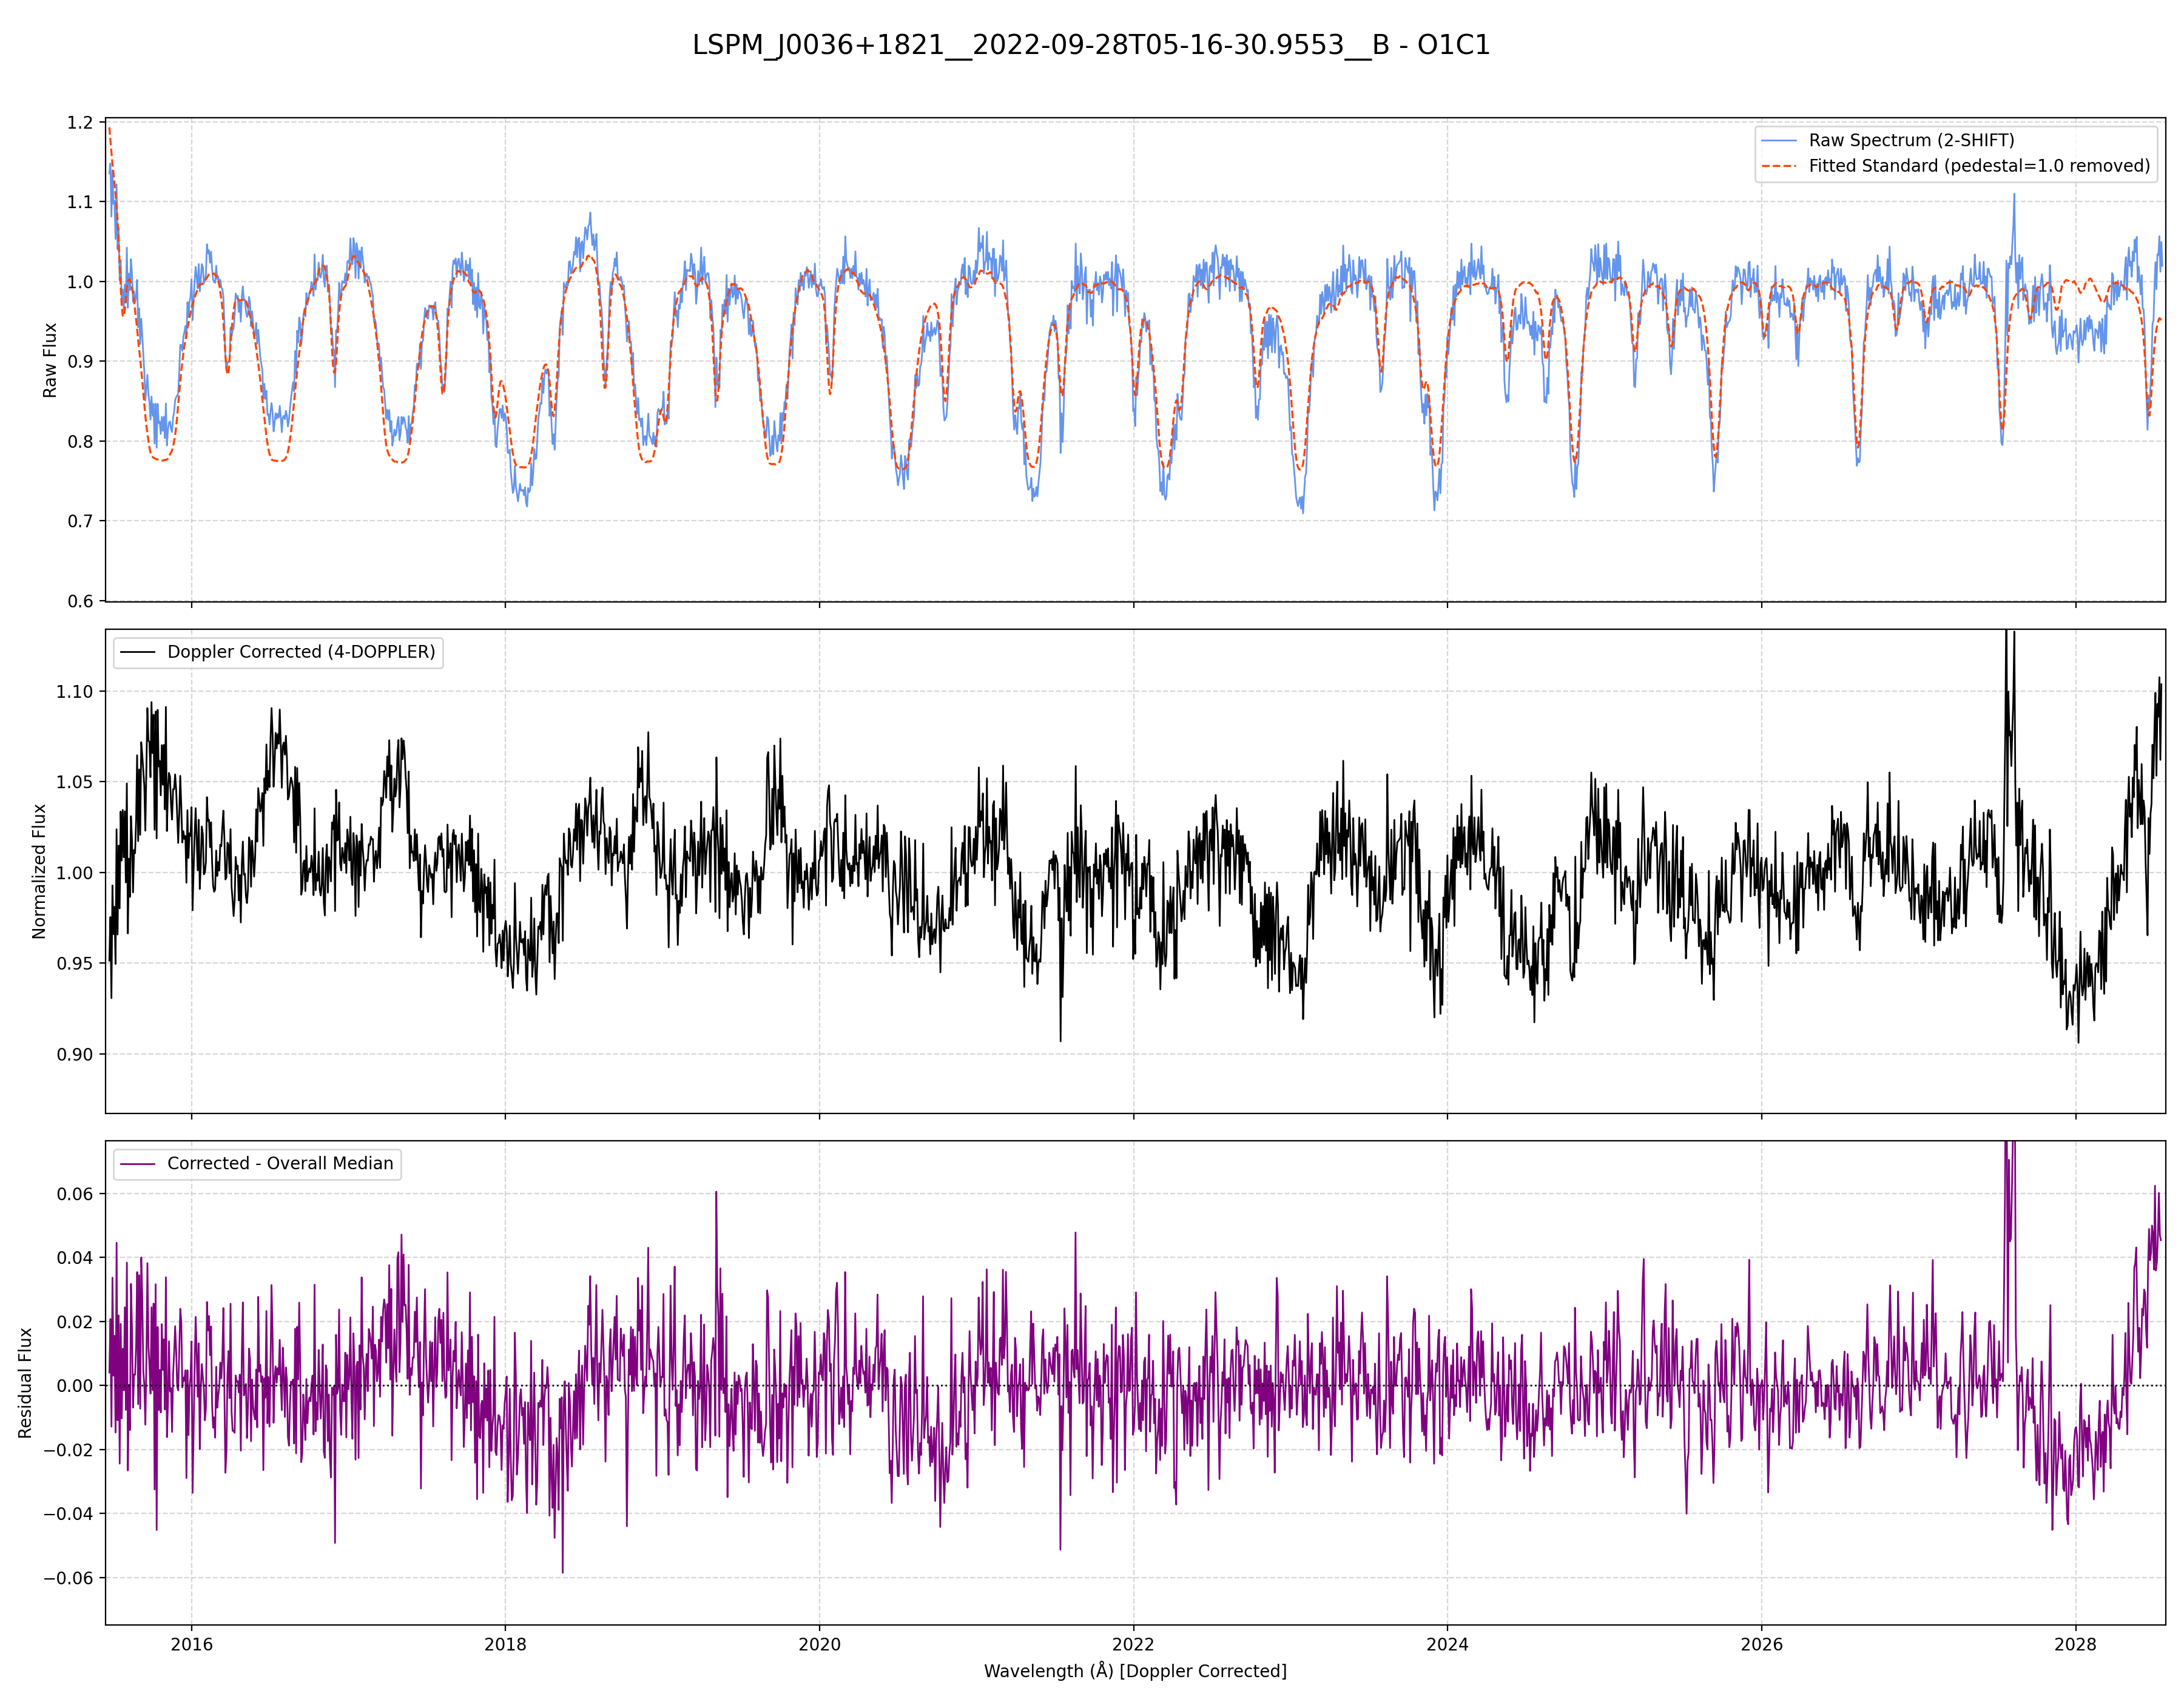 LSPM_J0036+1821__2022-09-28T05-16-30.9553__B - O1C1
1.2
1.1
1.0
0.9
0.8
0.7
0.6
Raw Flux
Raw Spectrum (2-SHIFT)
Fitted Standard (pedestal=1.0 removed)
1.10
1.05
1.00
0.95
0.90
Normalized Flux
Doppler Corrected (4-DOPPLER)
0.06
0.04
0.02
0.00
−0.02
−0.04
−0.06
Residual Flux
Corrected - Overall Median
2016 2018 2020 2022 2024 2026 2028
Wavelength (Å) [Doppler Corrected]